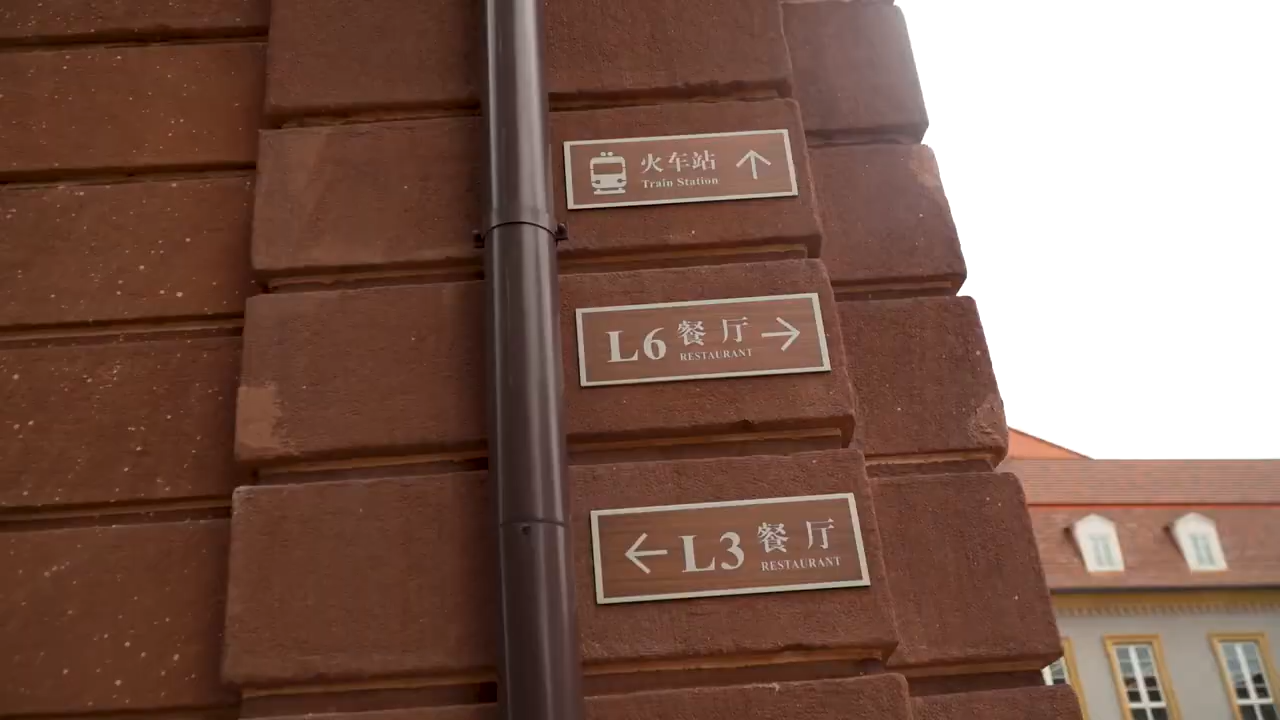 火车站
Train Station
L6 餐厅
RESTAURANT
L3 餐厅
RESTAURANT